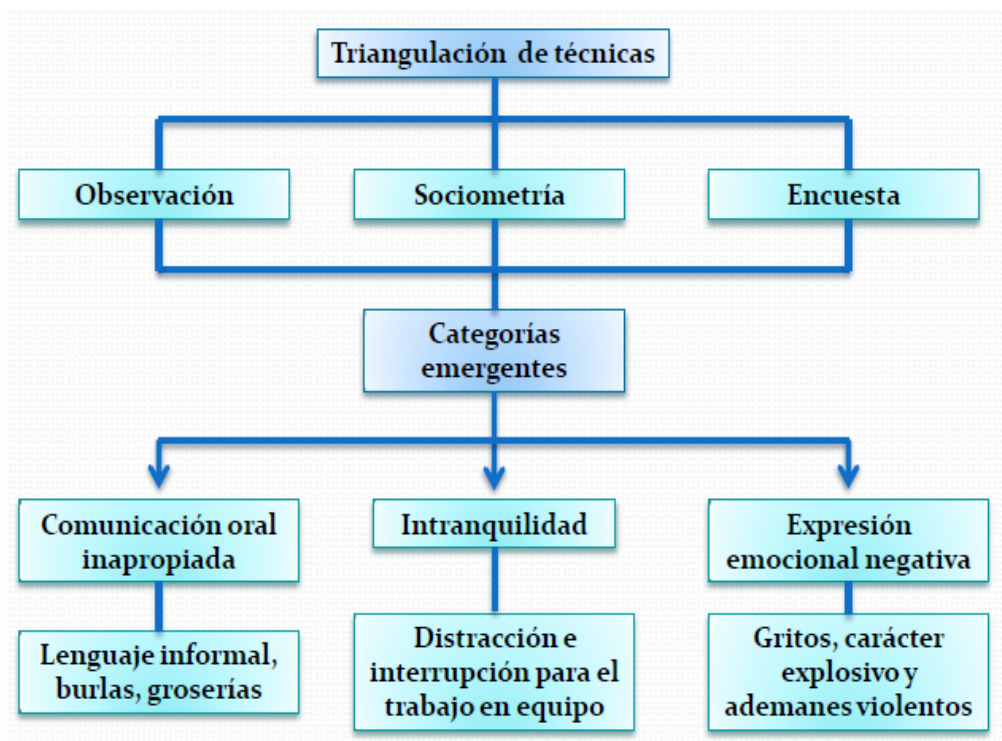 Triangulación de técnicas
Observación
Sociometría
Encuesta
Categorías
emergentes
Comunicación oral
inapropiada
Intranquilidad
Expresión
emocional negativa
Lenguaje informal,
burlas, groserías
Distracción e
interrupción para el
trabajo en equipo
Gritos, carácter
explosivo y
ademanes violentos